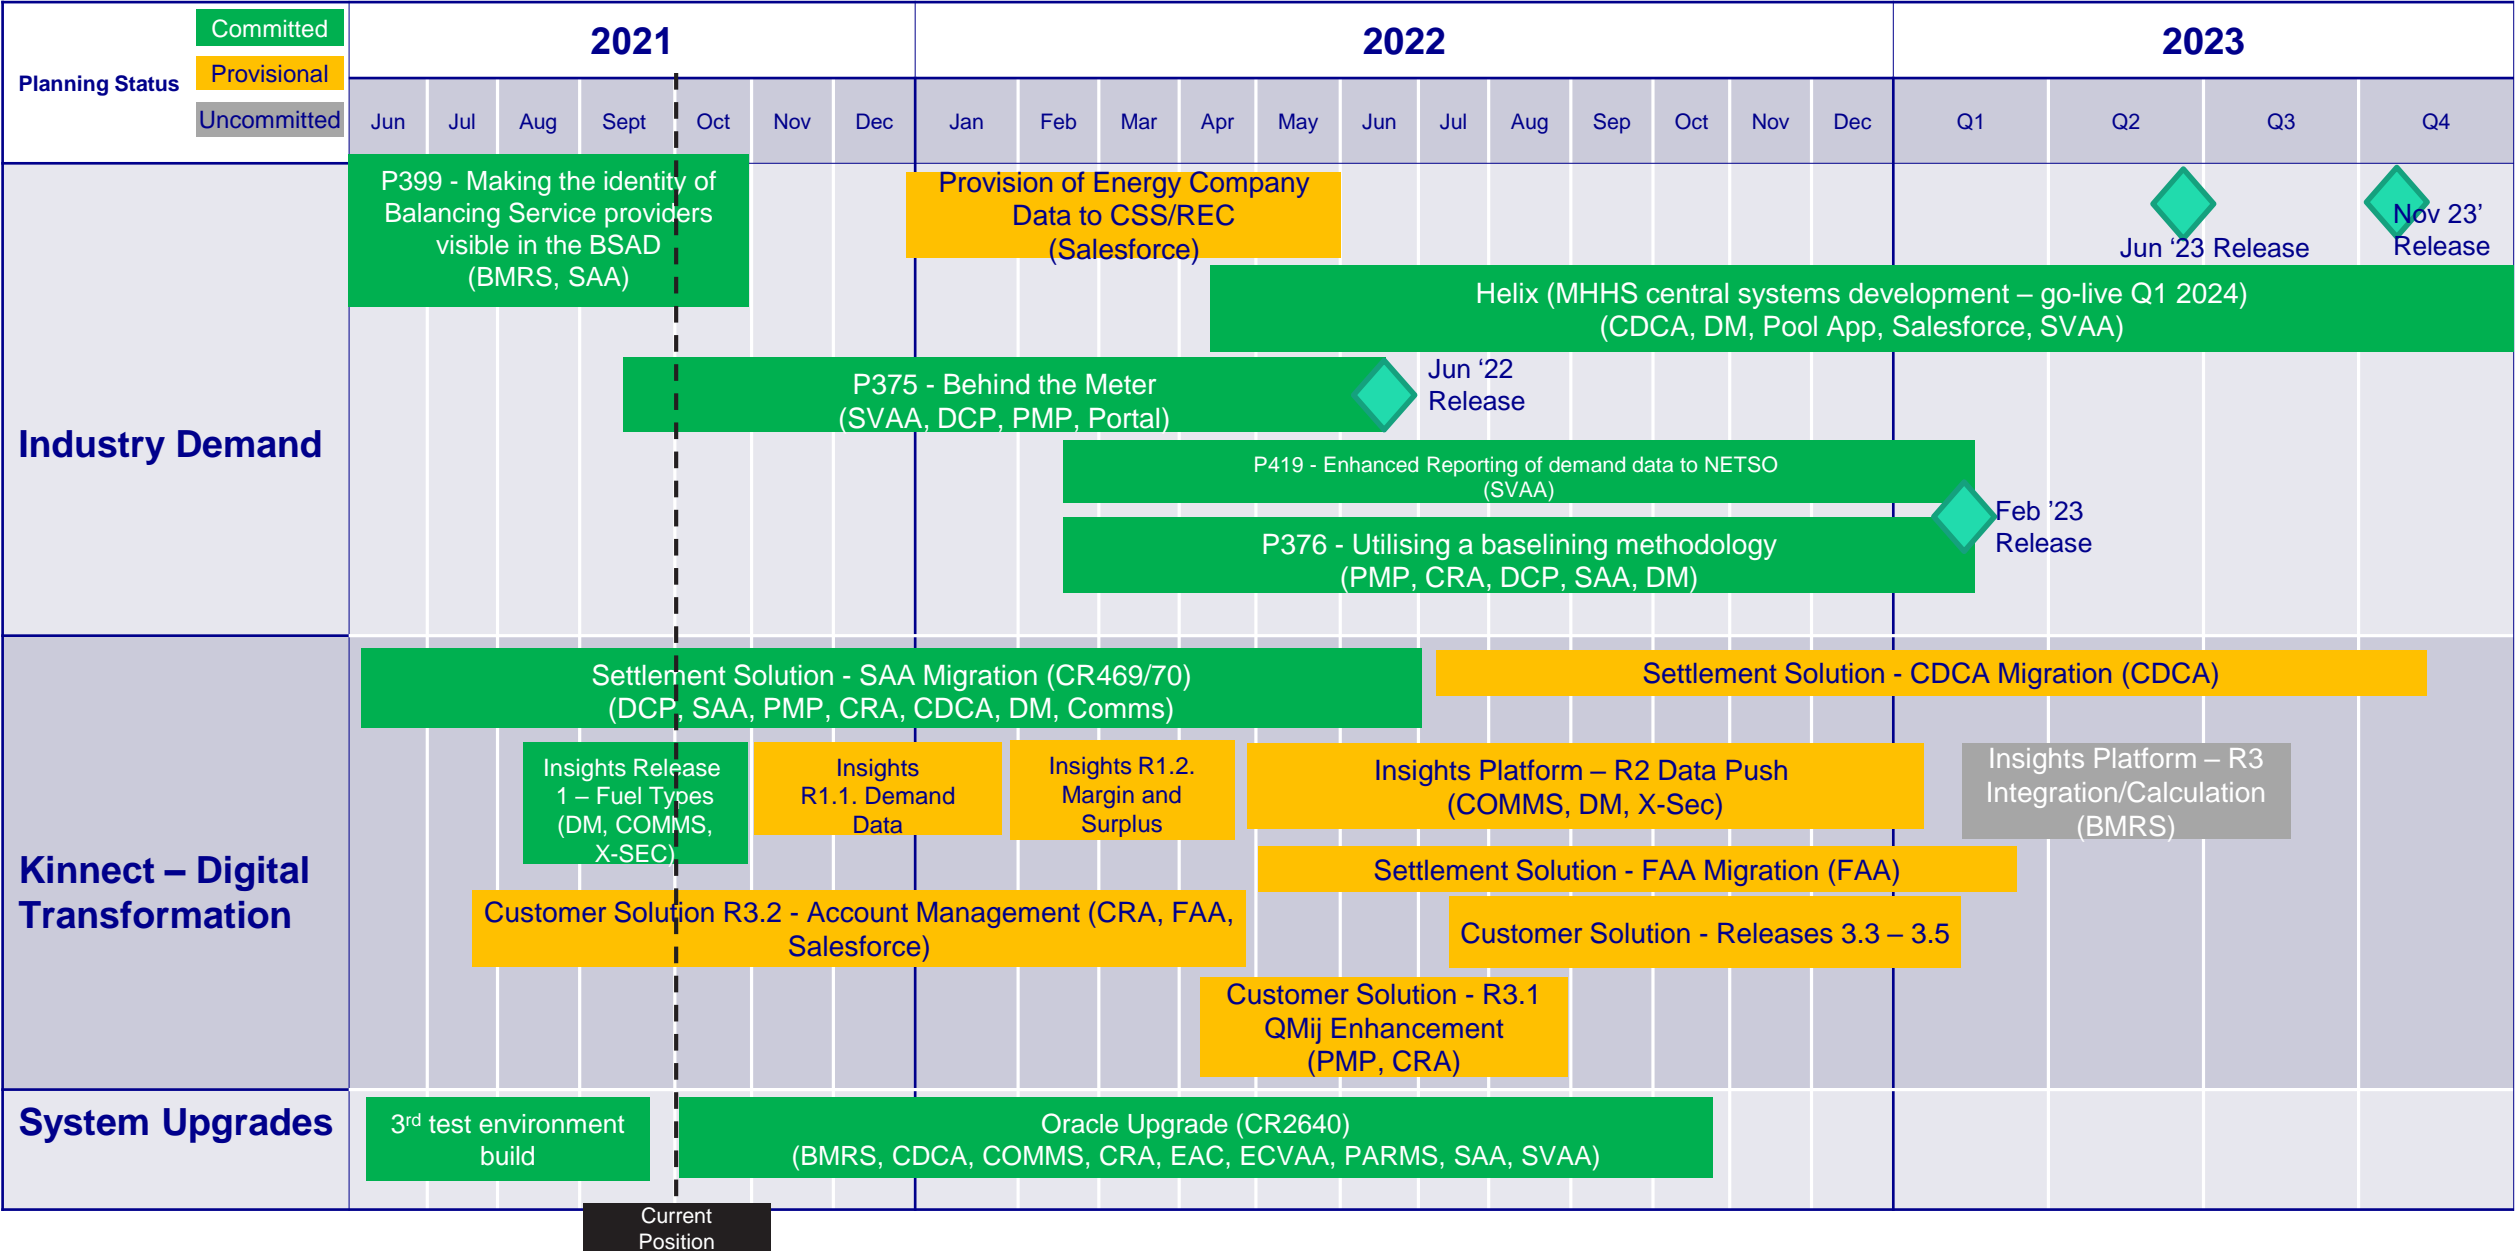 Planning Status
Committed
Provisional
Uncommitted
2021
2022
2023
Jun
Jul
Aug
Sept
Oct
Nov
Dec
Jan
Feb
Mar
Apr
May
Jun
Jul
Aug
Sep
Oct
Nov
Dec
Q1
Q2
Q3
Q4
Industry Demand
P399 - Making the identity of
Balancing Service providers
visible in the BSAD
(BMRS, SAA)
Provision of Energy Company
Data to CSS/REC
(Salesforce)
Jun ‘23 Release
Nov 23’
Release
Helix (MHHS central systems development – go-live Q1 2024)
(CDCA, DM, Pool App, Salesforce, SVAA)
P375 - Behind the Meter
(SVAA, DCP, PMP, Portal)
Jun ‘22
Release
P419 - Enhanced Reporting of demand data to NETSO
(SVAA)
P376 - Utilising a baselining methodology
(PMP, CRA, DCP, SAA, DM)
Feb ’23
Release
Kinnect – Digital
Transformation
Settlement Solution - SAA Migration (CR469/70)
(DCP, SAA, PMP, CRA, CDCA, DM, Comms)
Settlement Solution - CDCA Migration (CDCA)
Insights Release
1 – Fuel Types
(DM, COMMS,
X-SEC)
Insights
R1.1. Demand
Data
Insights R1.2.
Margin and
Surplus
Insights Platform – R2 Data Push
(COMMS, DM, X-Sec)
Insights Platform – R3
Integration/Calculation
(BMRS)
Settlement Solution - FAA Migration (FAA)
Customer Solution R3.2 - Account Management (CRA, FAA,
Salesforce)
Customer Solution - Releases 3.3 – 3.5
Customer Solution - R3.1
QMij Enhancement
(PMP, CRA)
System Upgrades
3rd test environment
build
Oracle Upgrade (CR2640)
(BMRS, CDCA, COMMS, CRA, EAC, ECVAA, PARMS, SAA, SVAA)
Current
Position